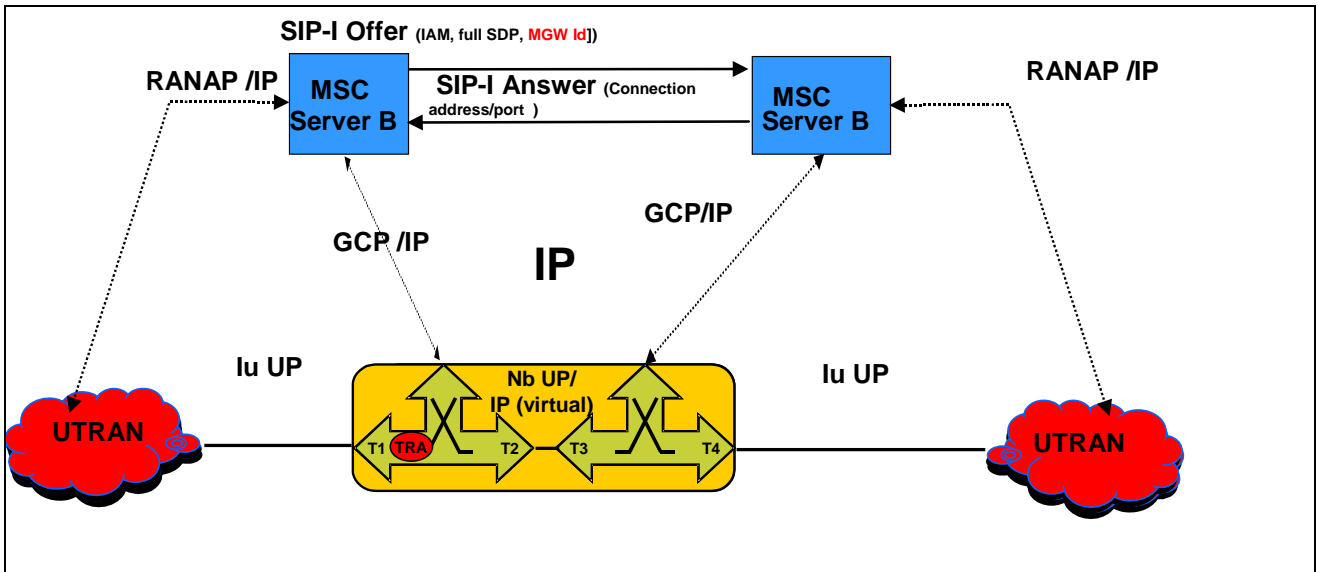 SIP-I Offer (IAM, full SDP, MGW Id])
RANAP /IP
MSC
Server B
SIP-I Answer (Connection
address/port )
MSC
Server B
RANAP /IP
GCP /IP
GCP/IP
IP
Iu UP
Nb UP/
IP (virtual)
Iu UP
UTRAN
T1
TRA
T2
T3
T4
UTRAN